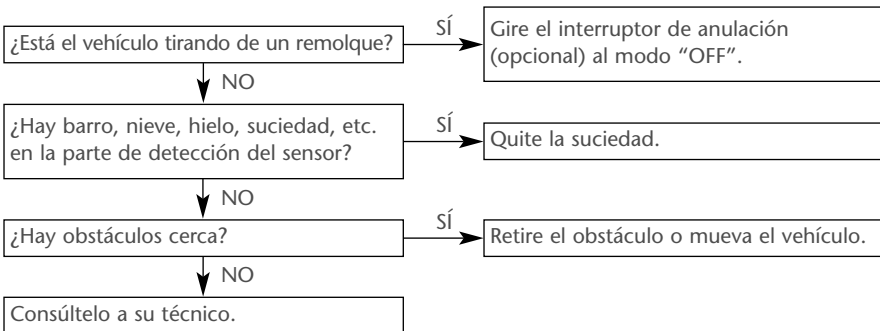 ¿Está el vehículo tirando de un remolque?
SÍ
Gire el interruptor de anulación
(opcional) al modo “OFF”.
NO
¿Hay barro, nieve, hielo, suciedad, etc.
en la parte de detección del sensor?
SÍ
Quite la suciedad.
NO
¿Hay obstáculos cerca?
SÍ
Retire el obstáculo o mueva el vehículo.
NO
Consúltelo a su técnico.